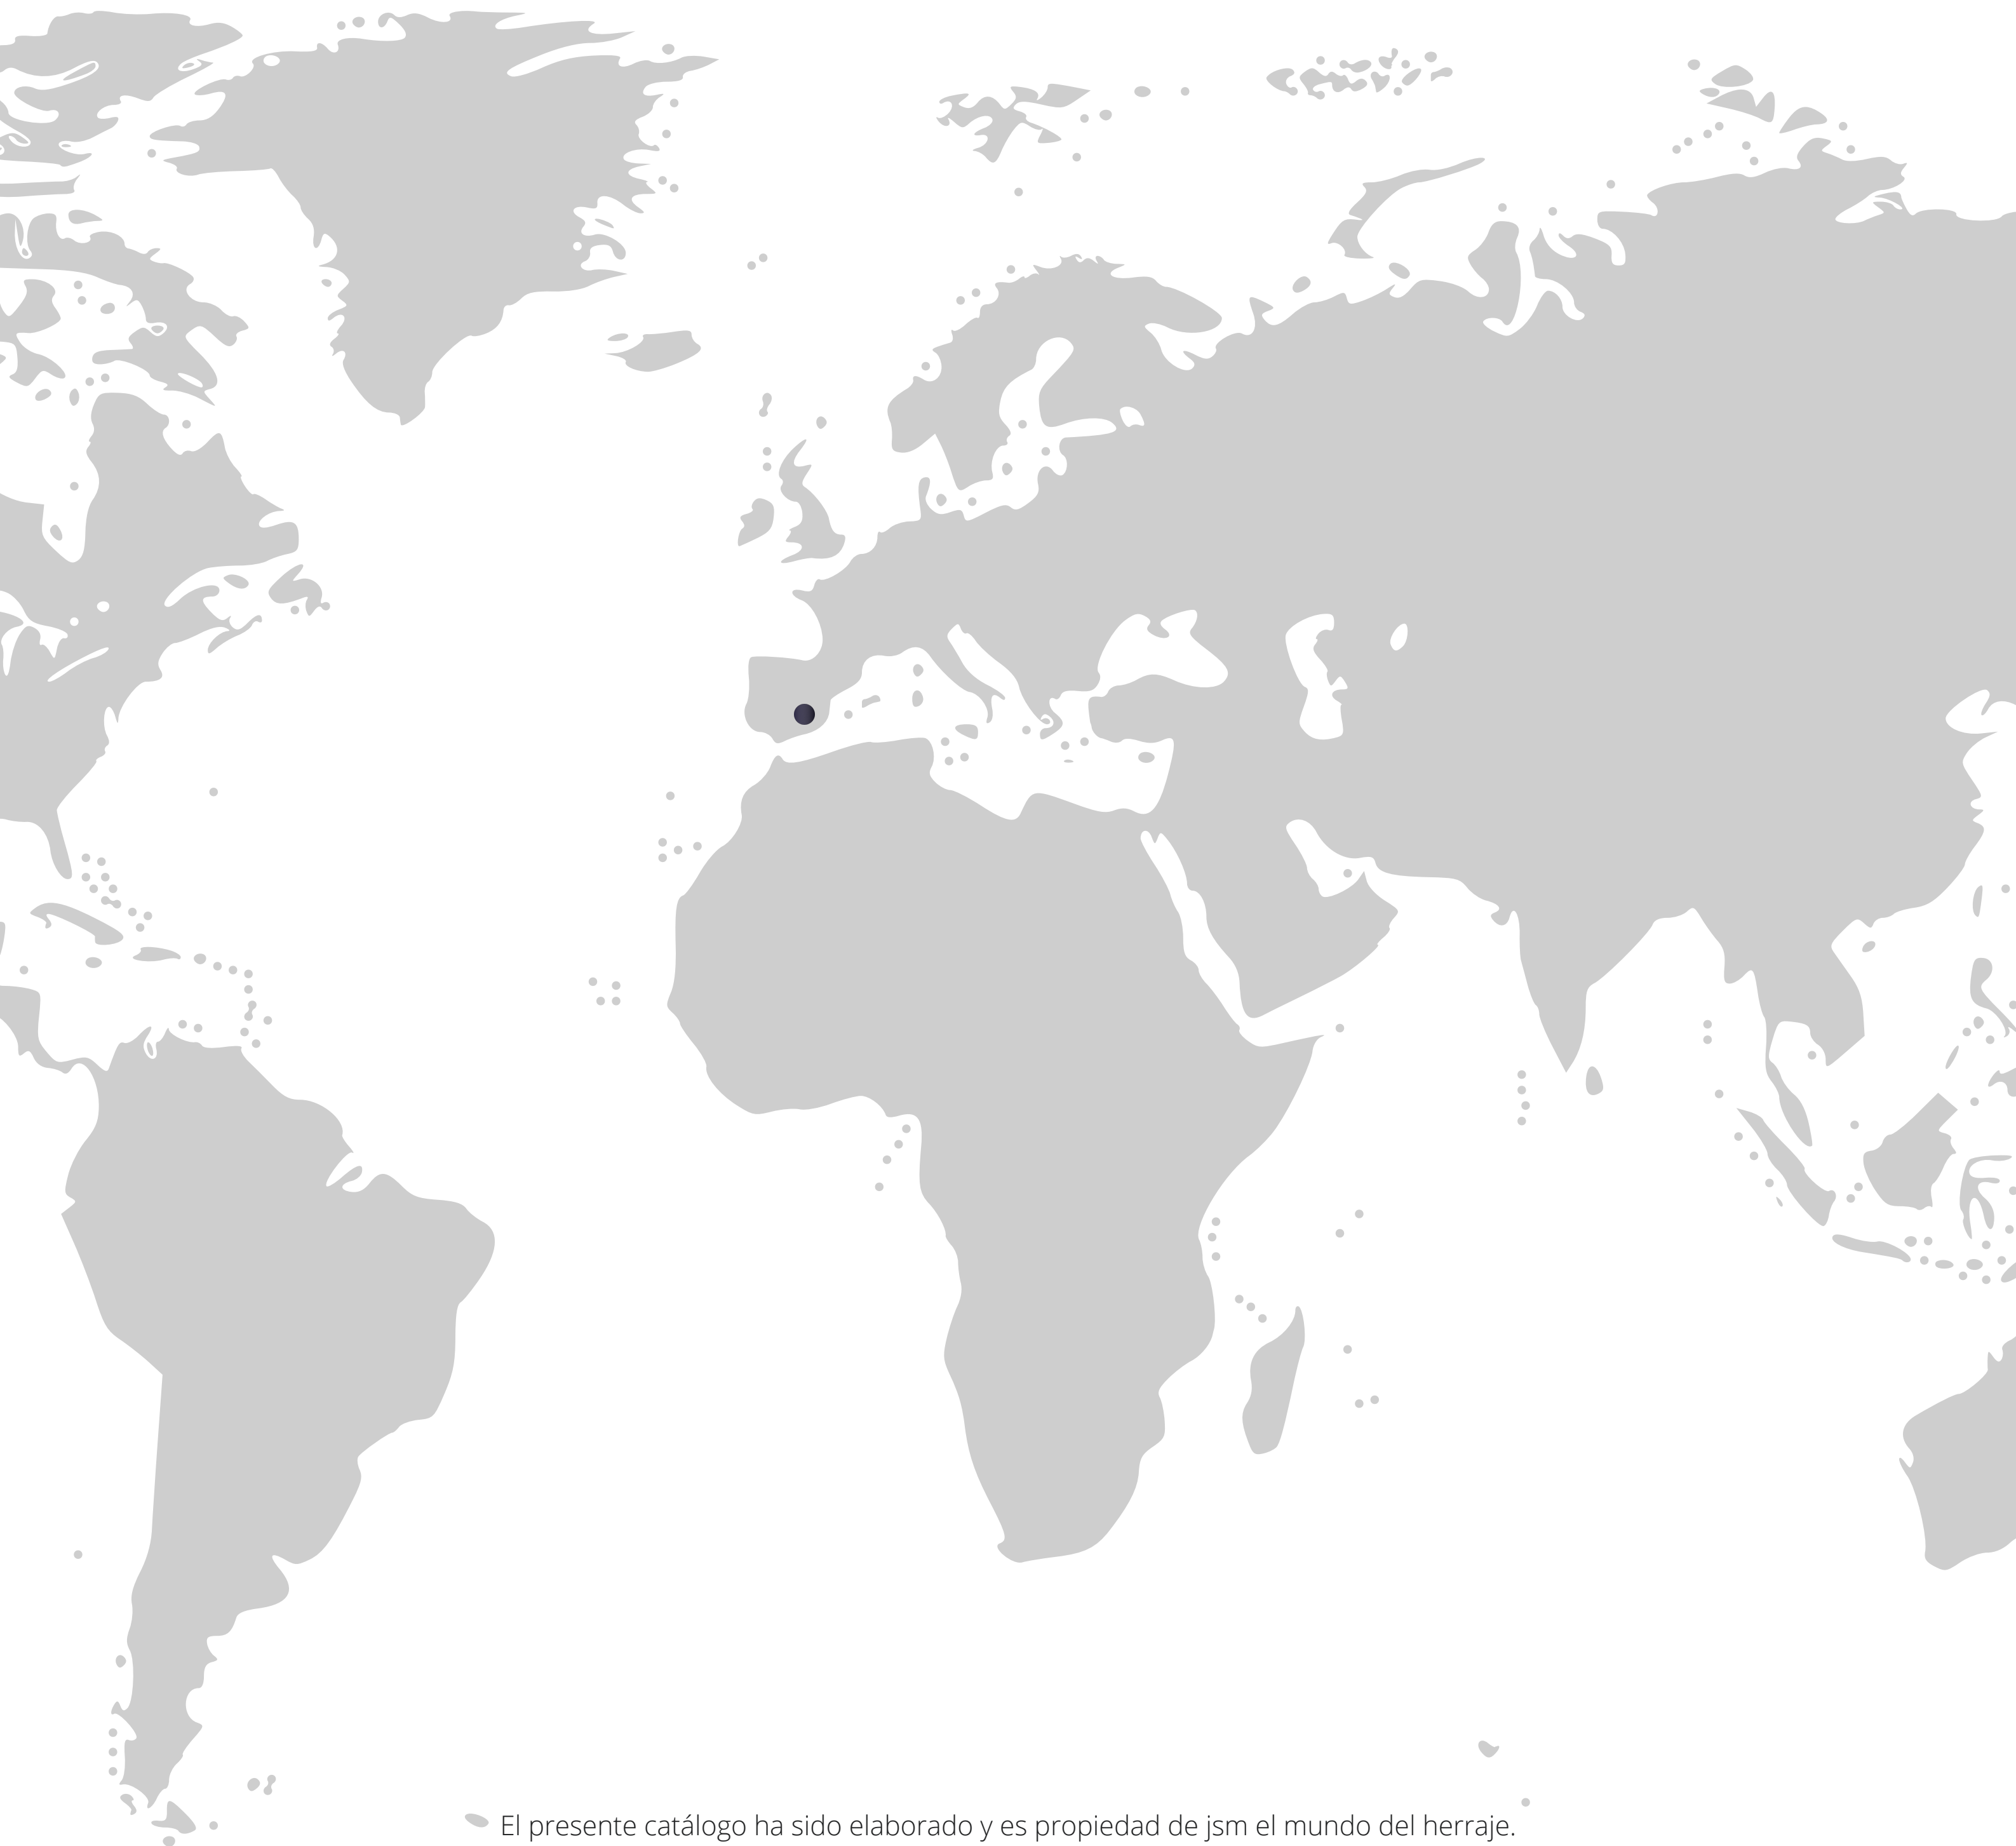 El presente catálogo ha sido elaborado y es propiedad de jsm el mundo del herraje.